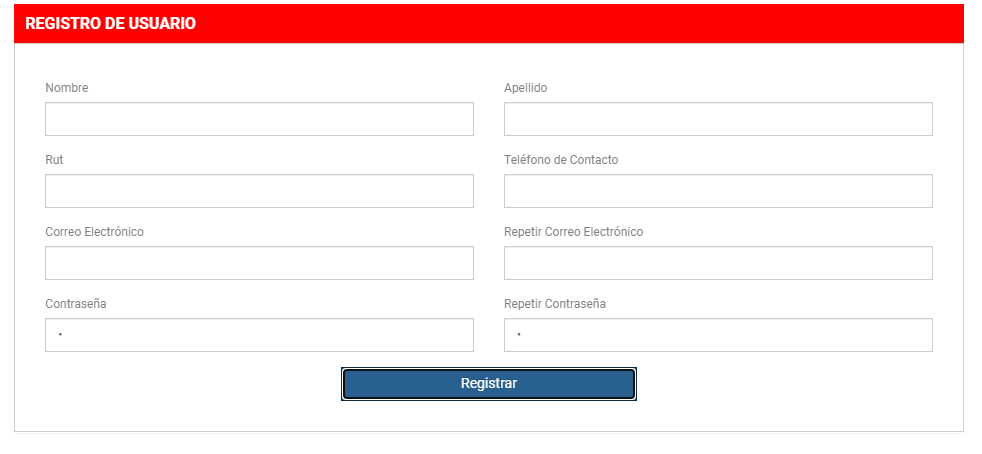 REGISTRO DE USUARIO
Nombre
Apellido
Rut
Teléfono de Contacto
Correo Electrónico
Repetir Correo Electrónico
Contraseña
Repetir Contraseña
•
•
Registrar